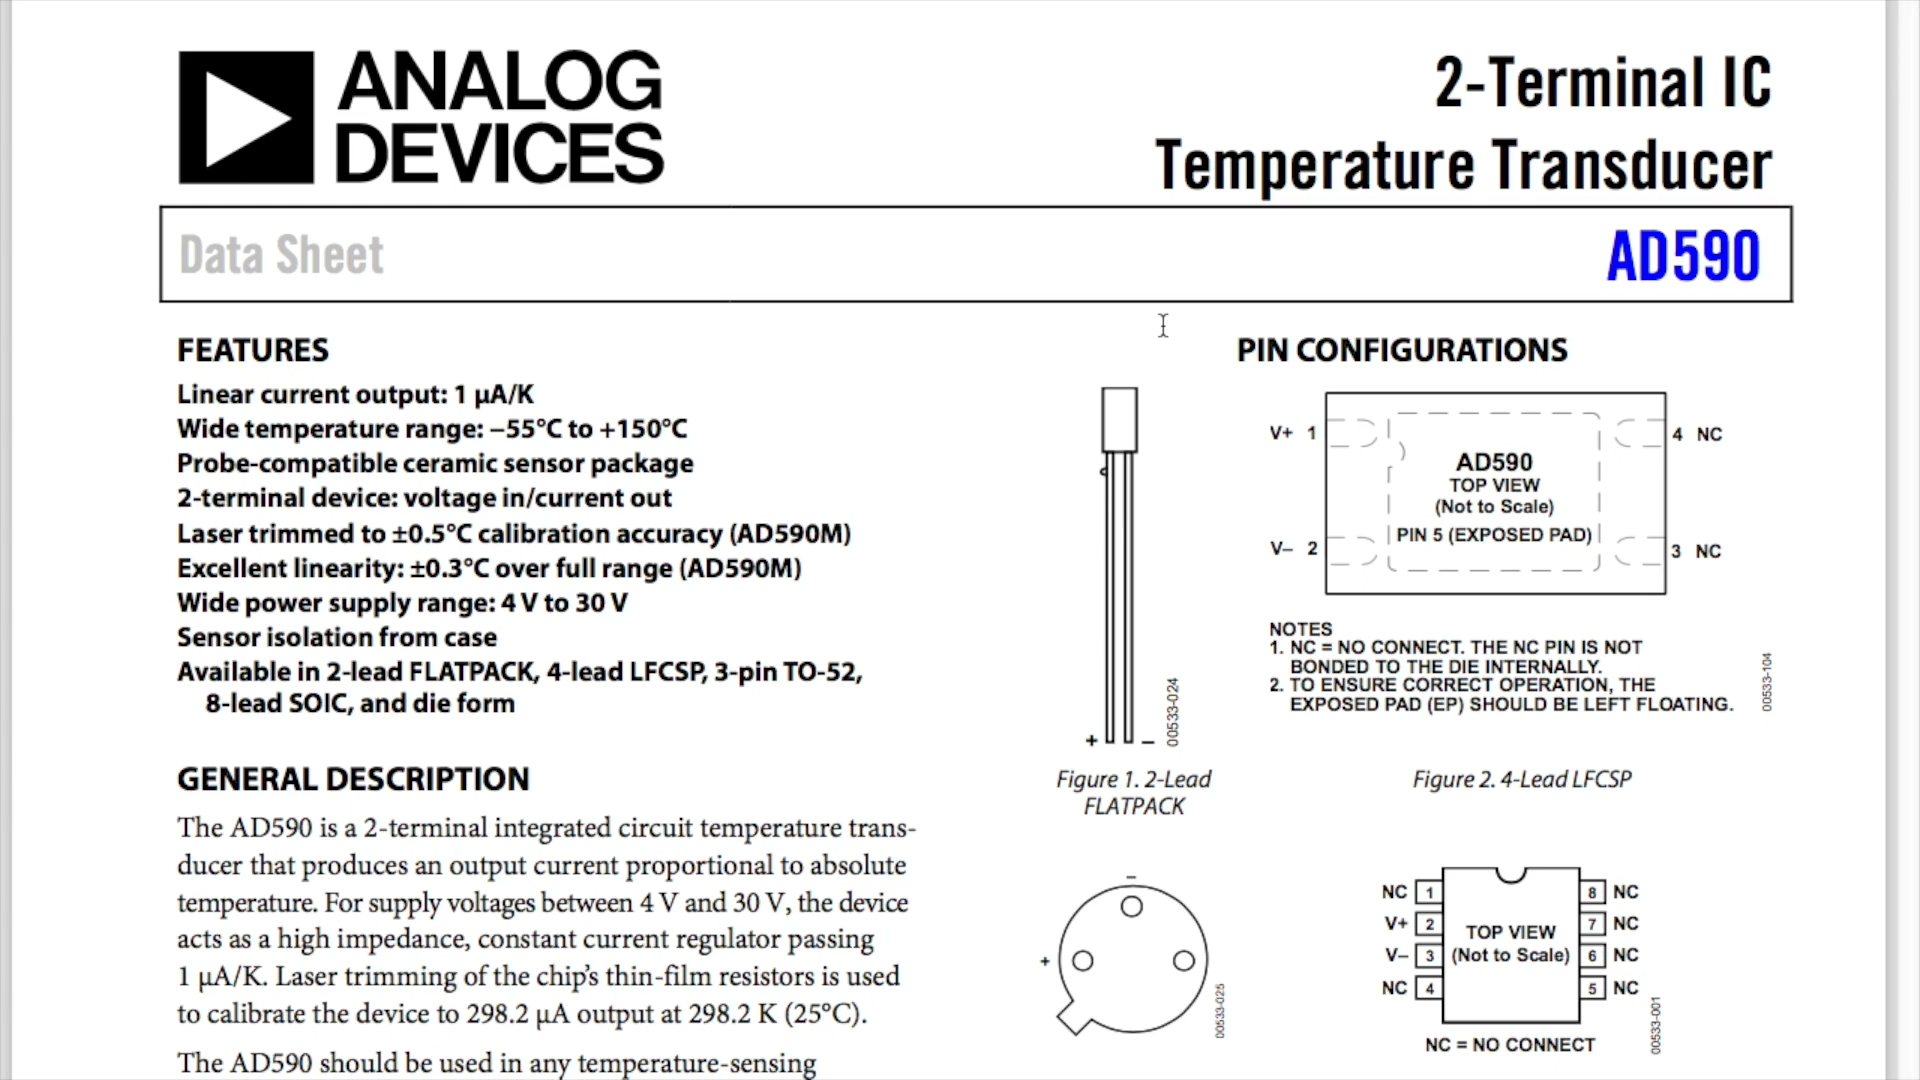 ANALOG
DEVICES
2-Terminal IC
Temperature Transducer
Data Sheet
AD590
FEATURES
Linear current output: 1 μA/K
Wide temperature range: −55°C to +150°C
Probe-compatible ceramic sensor package
2-terminal device: voltage in/current out
Laser trimmed to ±0.5°C calibration accuracy (AD590M)
Excellent linearity: ±0.3°C over full range (AD590M)
Wide power supply range: 4 V to 30 V
Sensor isolation from case
Available in 2-lead FLATPACK, 4-lead LFCSP, 3-pin TO-52,
8-lead SOIC, and die form
GENERAL DESCRIPTION
The AD590 is a 2-terminal integrated circuit temperature trans-
ducer that produces an output current proportional to absolute
temperature. For supply voltages between 4 V and 30 V, the device
acts as a high impedance, constant current regulator passing
1 μA/K. Laser trimming of the chip's thin-film resistors is used
to calibrate the device to 298.2 μA output at 298.2 K (25°C).
The AD590 should be used in any temperature-sensing
PIN CONFIGURATIONS
+ −
00533-024
Figure 1. 2-Lead
FLATPACK
V+ 1
4 NC
AD590
TOP VIEW
(Not to Scale)
PIN 5 (EXPOSED PAD)
V− 2
3 NC
NOTES
1. NC = NO CONNECT. THE NC PIN IS NOT
BONDED TO THE DIE INTERNALLY.
2. TO ENSURE CORRECT OPERATION, THE
EXPOSED PAD (EP) SHOULD BE LEFT FLOATING.
00533-104
Figure 2. 4-Lead LFCSP
−
+
00533-025
NC 1
8 NC
V+ 2
TOP VIEW
7 NC
V− 3
(Not to Scale)
6 NC
NC 4
5 NC
NC = NO CONNECT
00533-001